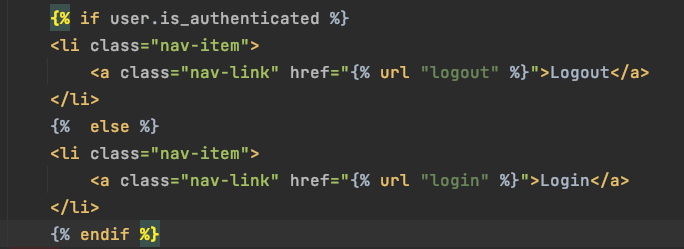 {% if user.is_authenticated %}
<li class="nav-item">
    <a class="nav-link" href="{% url "logout" %}">Logout</a>
</li>
{%  else %}
<li class="nav-item">
    <a class="nav-link" href="{% url "login" %}">Login</a>
</li>
{% endif %}